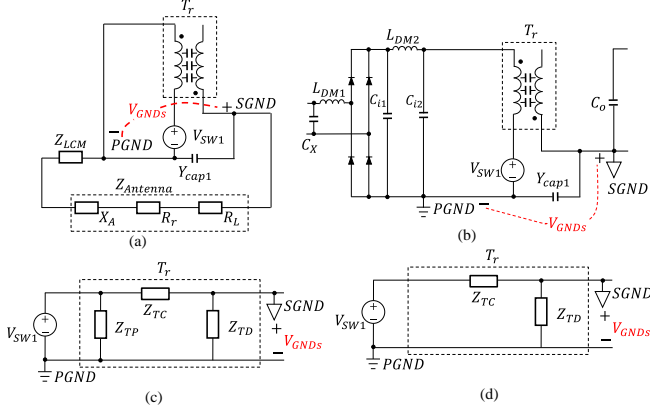 T_r
V_GNDs
+
SGND
−
PGND
V_SW1
Z_LCM
Y_cap1
Z_Antenna
X_A
R_r
R_L
(a)
L_DM2
T_r
L_DM1
C_i1
C_i2
C_o
C_X
V_SW1
Y_cap1
+
SGND
PGND
−
V_GNDs
(b)
T_r
Z_TC
SGND
V_SW1
Z_TP
Z_TD
+
V_GNDs
−
PGND
(c)
T_r
Z_TC
SGND
V_SW1
Z_TD
+
V_GNDs
−
PGND
(d)